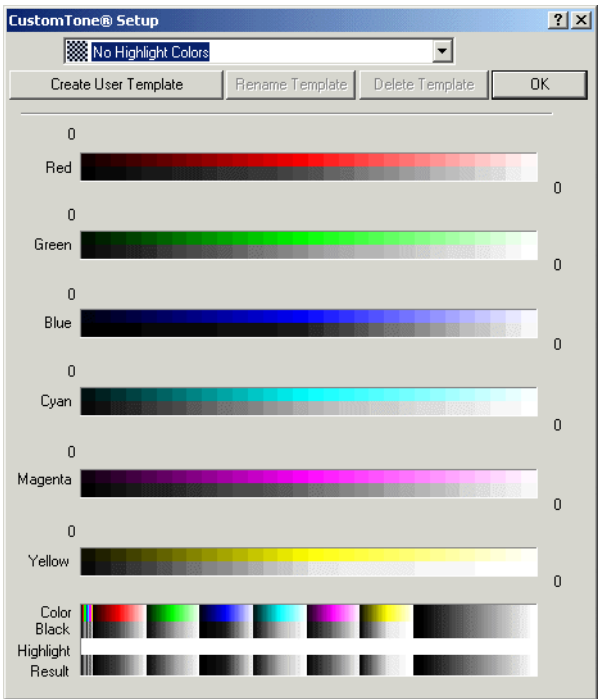 CustomTone® Setup
No Highlight Colors
Create User Template Rename Template Delete Template OK
0
Red
0
0
Green
0
0
Blue
0
0
Cyan
0
0
Magenta
0
0
Yellow
0
Color
Black
Highlight
Result